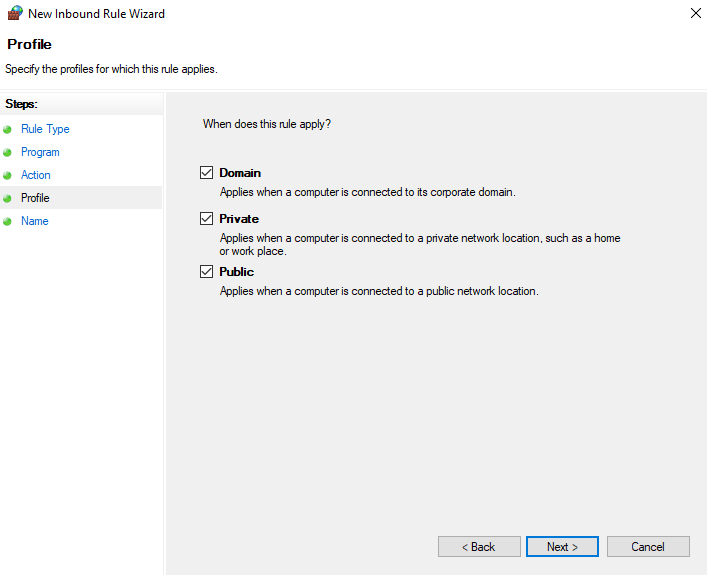 New Inbound Rule Wizard
Profile
Specify the profiles for which this rule applies.
Steps:
Rule Type
Program
Action
Profile
Name
When does this rule apply?
Domain
Applies when a computer is connected to its corporate domain.
Private
Applies when a computer is connected to a private network location, such as a home
or work place.
Public
Applies when a computer is connected to a public network location.
< Back
Next >
Cancel